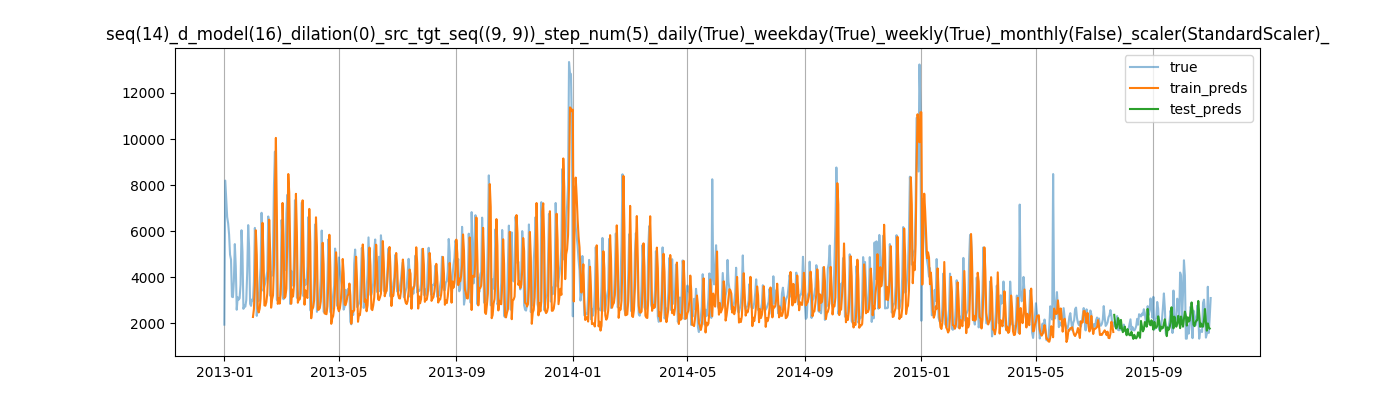 seq(14)_d_model(16)_dilation(0)_src_tgt_seq((9, 9))_step_num(5)_daily(True)_weekday(True)_weekly(True)_monthly(False)_scaler(StandardScaler)_
true
train_preds
test_preds
12000
10000
8000
6000
4000
2000
2013-01 2013-05 2013-09 2014-01 2014-05 2014-09 2015-01 2015-05 2015-09